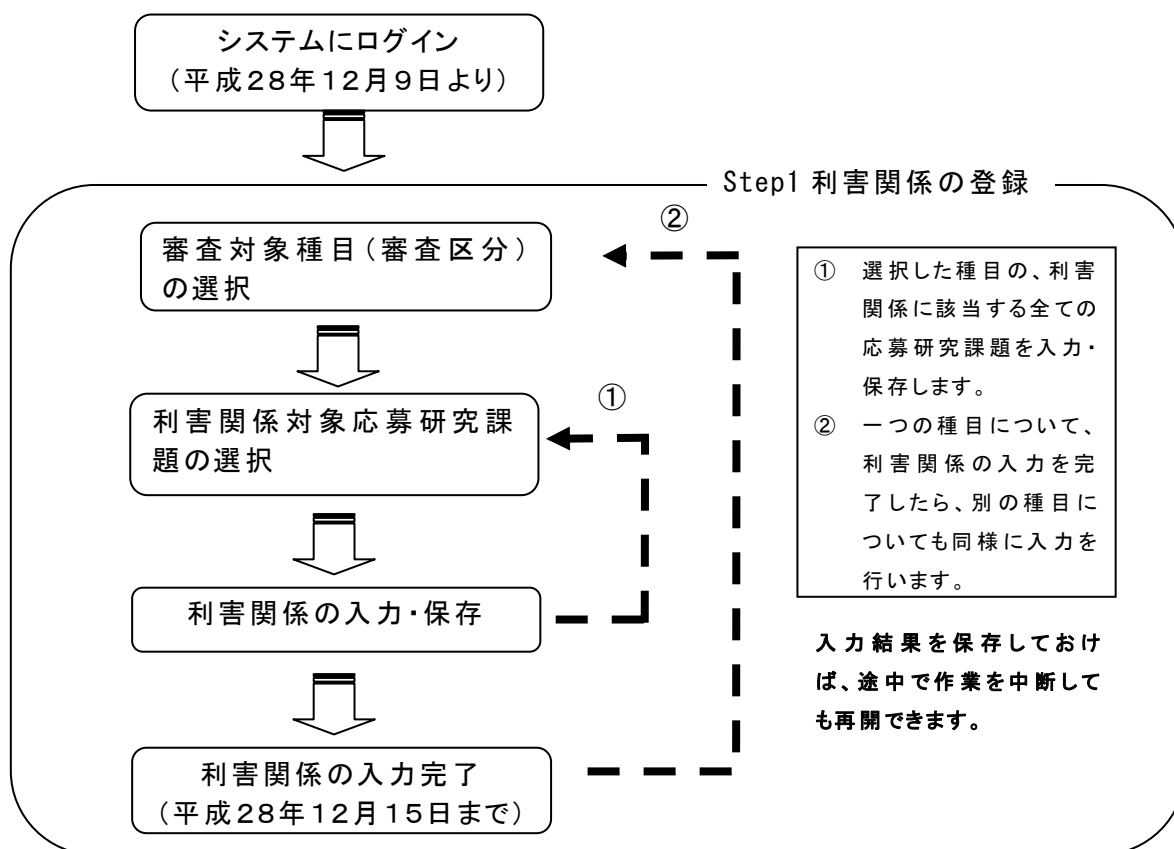 システムにログイン
(平成28年12月9日より)
Step1 利害関係の登録
②
審査対象種目(審査区分)
の選択
①
利害関係対象応募研究課
題の選択
利害関係の入力・保存
利害関係の入力完了
(平成28年12月15日まで)
① 選択した種目の、利害
関係に該当する全ての
応募研究課題を入力・
保存します。
② 一つの種目について、
利害関係の入力を完
了したら、別の種目に
ついても同様に入力を
行います。
入力結果を保存しておけ
ば、途中で作業を中断して
も再開できます。